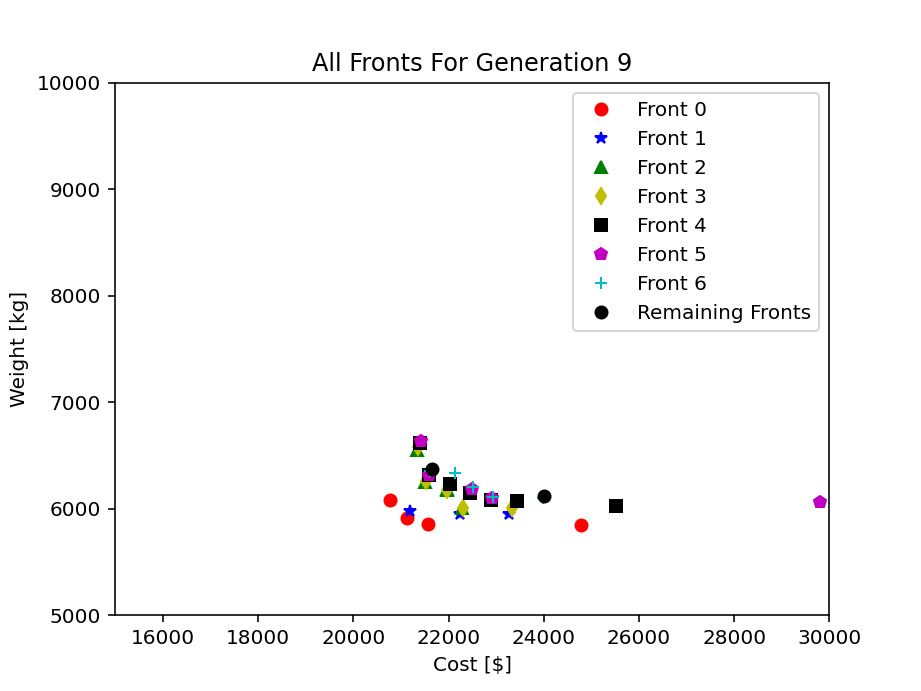 All Fronts For Generation 9
10000
9000
8000
7000
6000
5000
Weight [kg]
16000 18000 20000 22000 24000 26000 28000 30000
Cost [$]
Front 0
Front 1
Front 2
Front 3
Front 4
Front 5
Front 6
Remaining Fronts